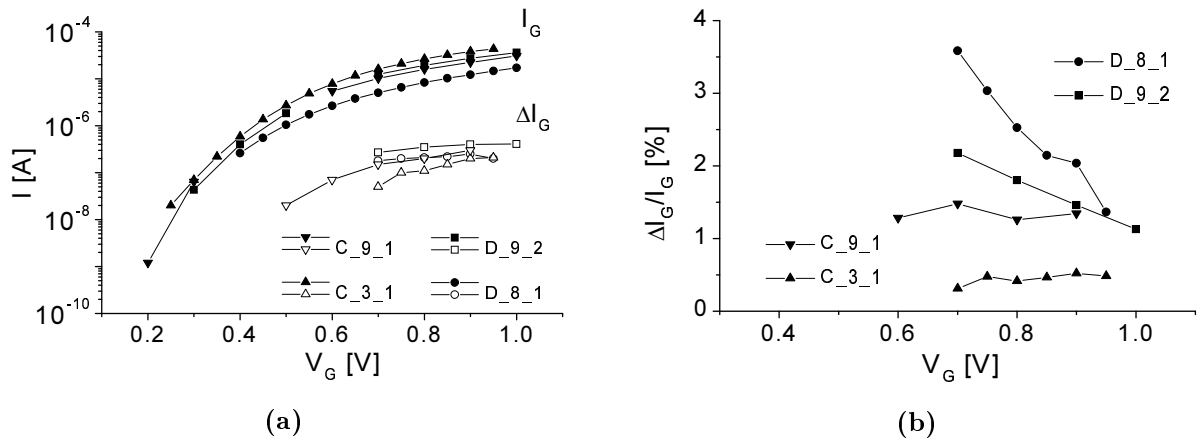 I_G
10^-4
10^-6
10^-8
10^-10
I [A]
ΔI_G
C_9_1
D_9_2
C_3_1
D_8_1
0.2 0.4 0.6 0.8 1.0
V_G [V]
(a)
4
3
2
1
0
ΔI_G/I_G [%]
D_8_1
D_9_2
C_9_1
C_3_1
0.4 0.6 0.8 1.0
V_G [V]
(b)